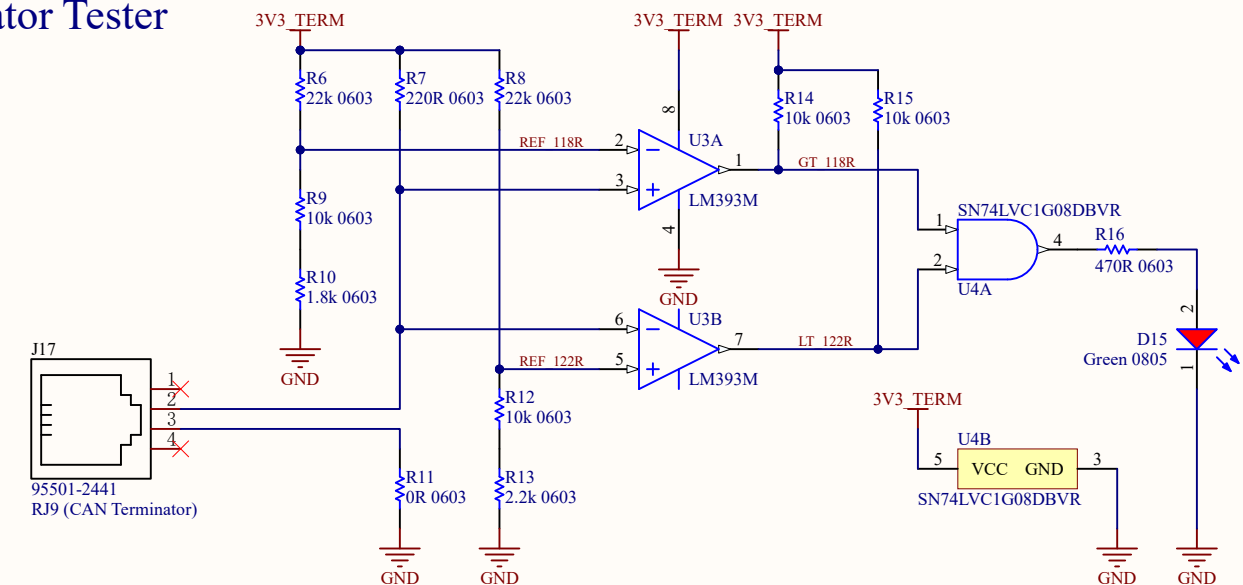 ator Tester
3V3_TERM
3V3_TERM
3V3_TERM
R6
22k 0603
R7
220R 0603
R8
22k 0603
R14
10k 0603
R15
10k 0603
8
REF_118R
2
U3A
1
GT_118R
3
LM393M
4
GND
R9
10k 0603
R10
1.8k 0603
GND
SN74LVC1G08DBVR
1
2
4
U4A
R16
470R 0603
6
U3B
7
LT_122R
REF_122R
5
LM393M
2
D15
Green 0805
1
J17
1
2
3
4
95501-2441
RJ9 (CAN Terminator)
R12
10k 0603
R11
0R 0603
R13
2.2k 0603
GND
GND
3V3_TERM
U4B
5
VCC
GND
3
SN74LVC1G08DBVR
GND
GND